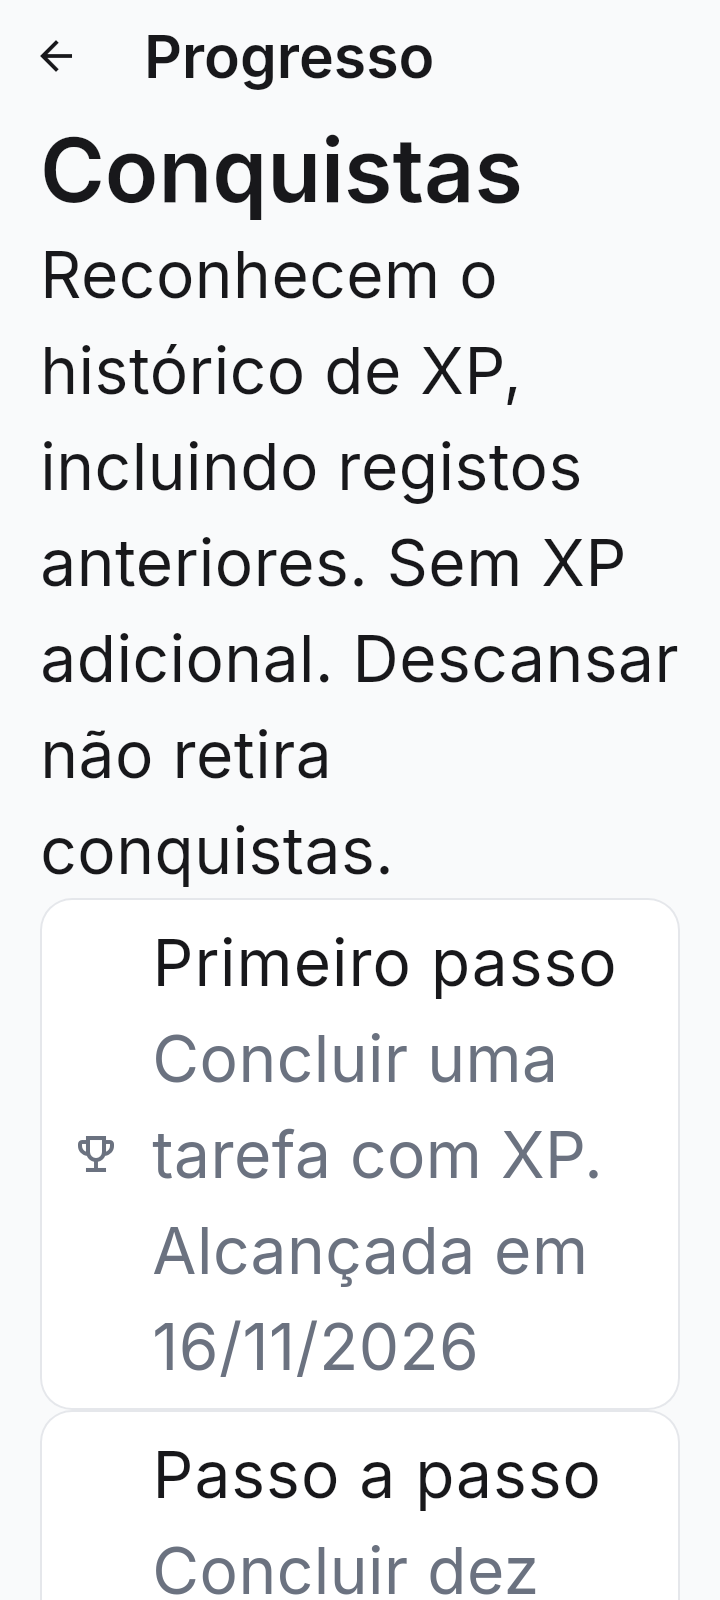 Progresso
Conquistas
Reconhecem o
histórico de XP,
incluindo registos
anteriores. Sem XP
adicional. Descansar
não retira
conquistas.
Primeiro passo
Concluir uma
tarefa com XP.
Alcançada em
16/11/2026
Passo a passo
Concluir dez